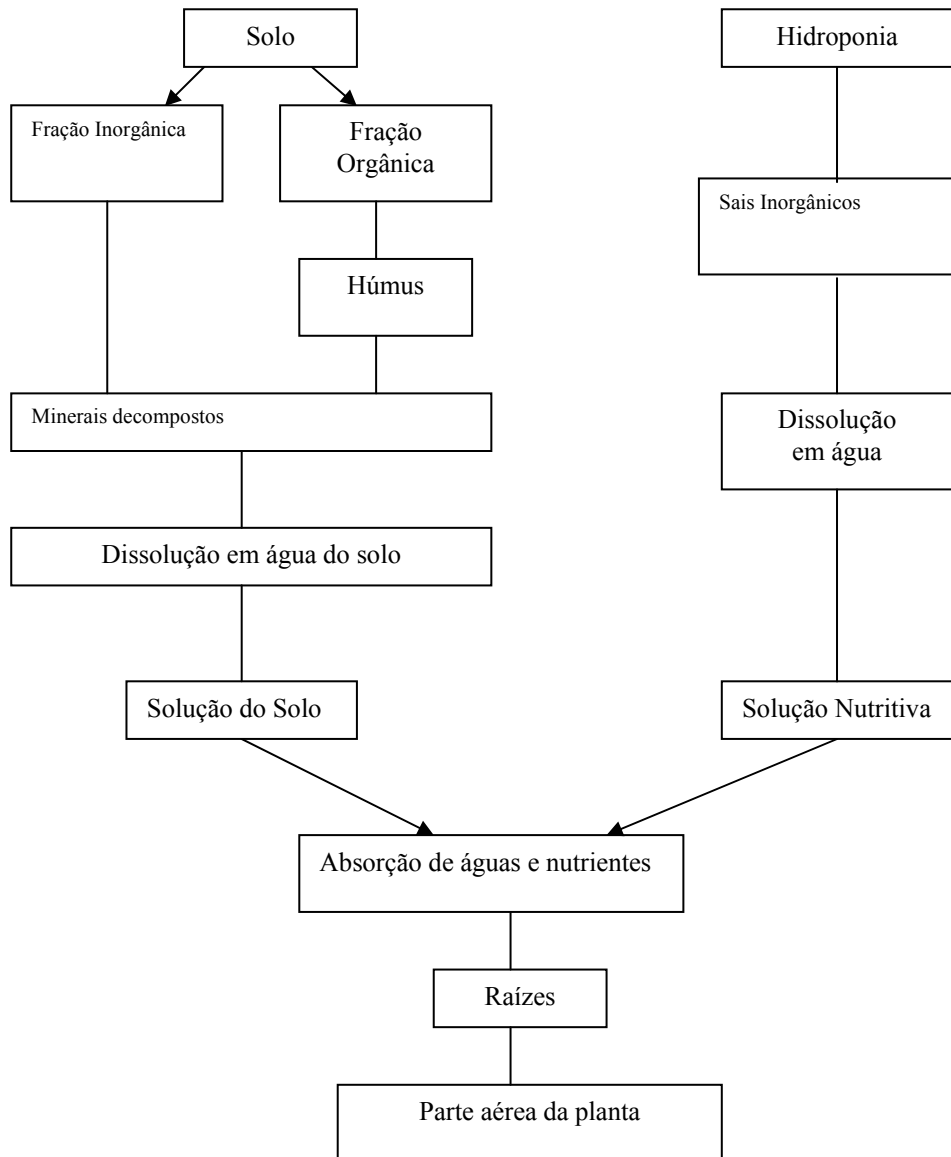 Solo
Hidroponia
Fração Inorgânica
Fração
Orgânica
Sais Inorgânicos
Húmus
Minerais decompostos
Dissolução
em água
Dissolução em água do solo
Solução do Solo
Solução Nutritiva
Absorção de águas e nutrientes
Raízes
Parte aérea da planta